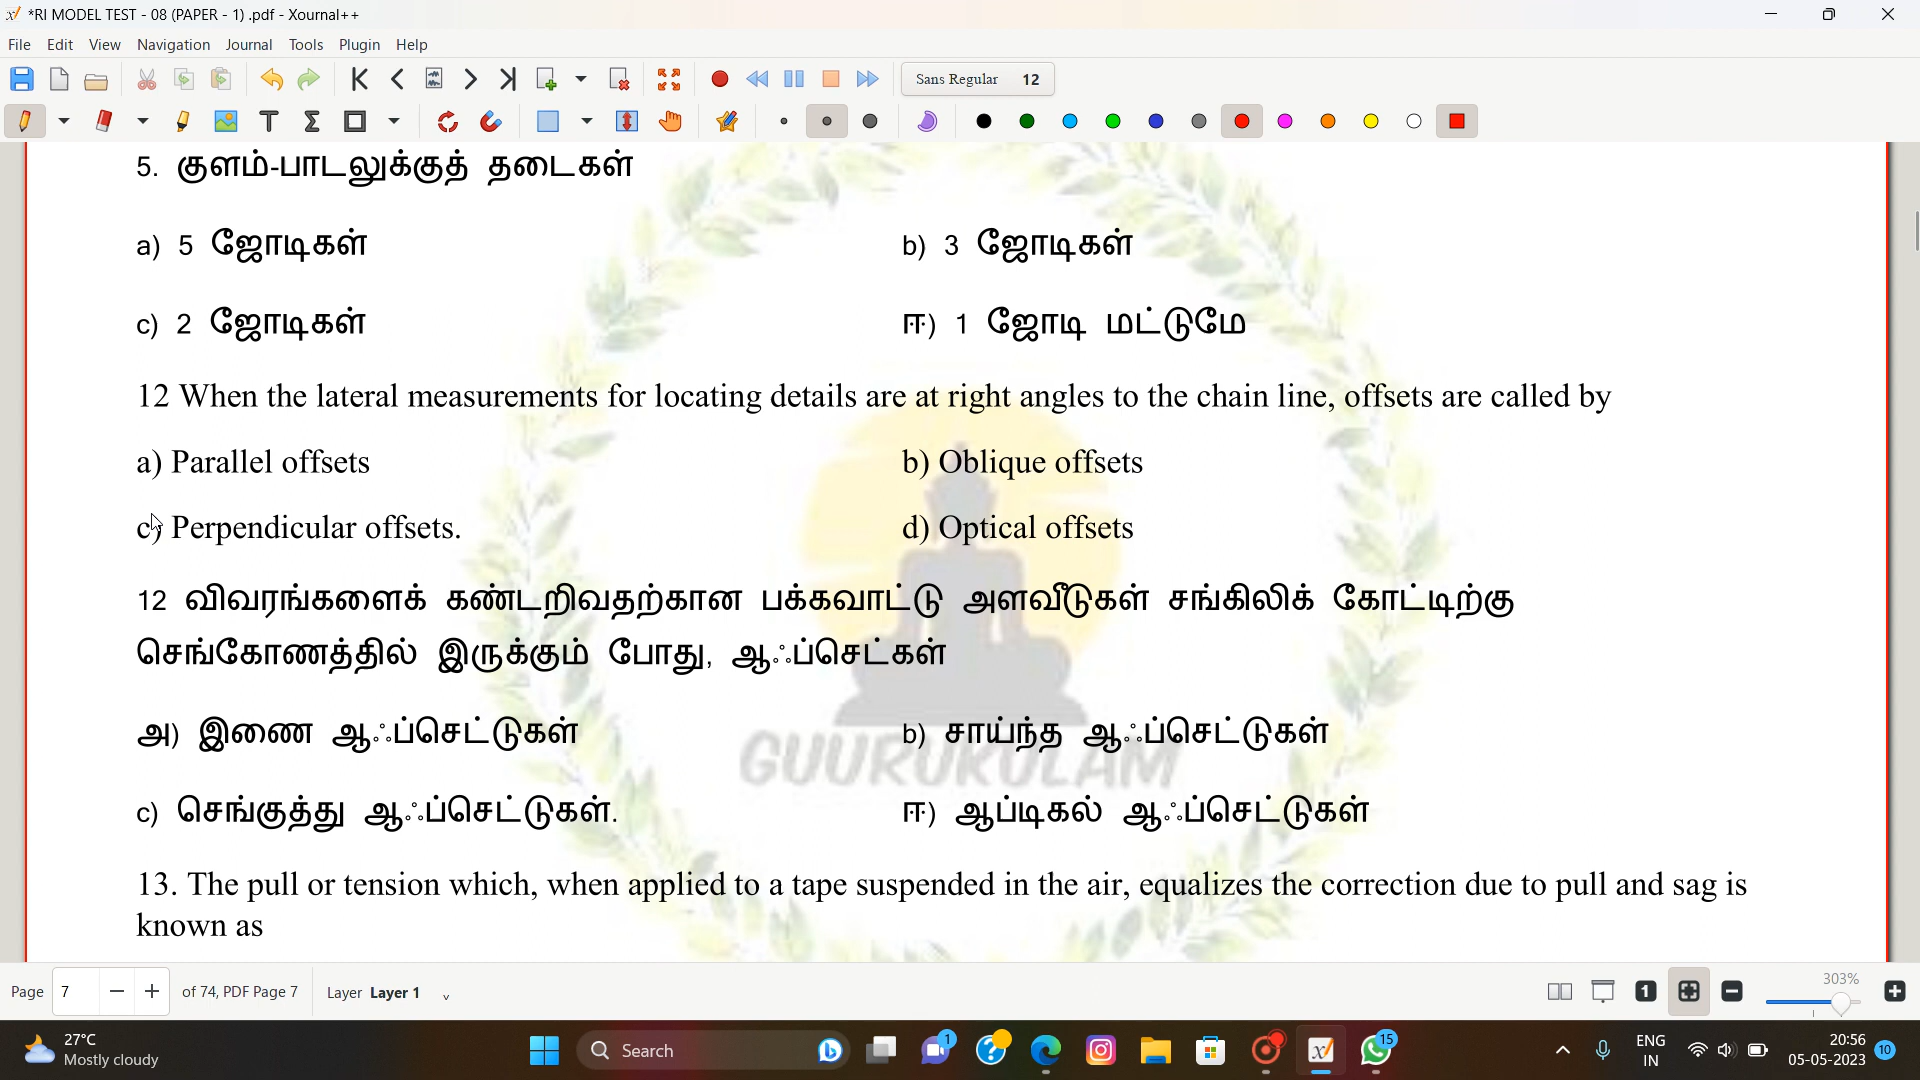 *RI MODEL TEST - 08 (PAPER - 1) .pdf - Xournal++
File Edit View Navigation Journal Tools Plugin Help
Sans Regular 12
5. குளம்-பாடலுக்குத் தடைகள்
a) 5 ஜோடிகள் b) 3 ஜோடிகள்
c) 2 ஜோடிகள் ஈ) 1 ஜோடி மட்டுமே
12 When the lateral measurements for locating details are at right angles to the chain line, offsets are called by
a) Parallel offsets b) Oblique offsets
c) Perpendicular offsets. d) Optical offsets
12 விவரங்களைக் கண்டறிவதற்கான பக்கவாட்டு அளவீடுகள் சங்கிலிக் கோட்டிற்கு
செங்கோணத்தில் இருக்கும் போது, ஆஃப்செட்கள்
அ) இணை ஆஃப்செட்டுகள் b) சாய்ந்த ஆஃப்செட்டுகள்
GUURUKULAM
c) செங்குத்து ஆஃப்செட்டுகள். ஈ) ஆப்டிகல் ஆஃப்செட்டுகள்
13. The pull or tension which, when applied to a tape suspended in the air, equalizes the correction due to pull and sag is
known as
Page 7 of 74, PDF Page 7 Layer Layer 1 303%
27°C
Mostly cloudy
Search
1
15
ENG
IN
20:56
05-05-2023
10